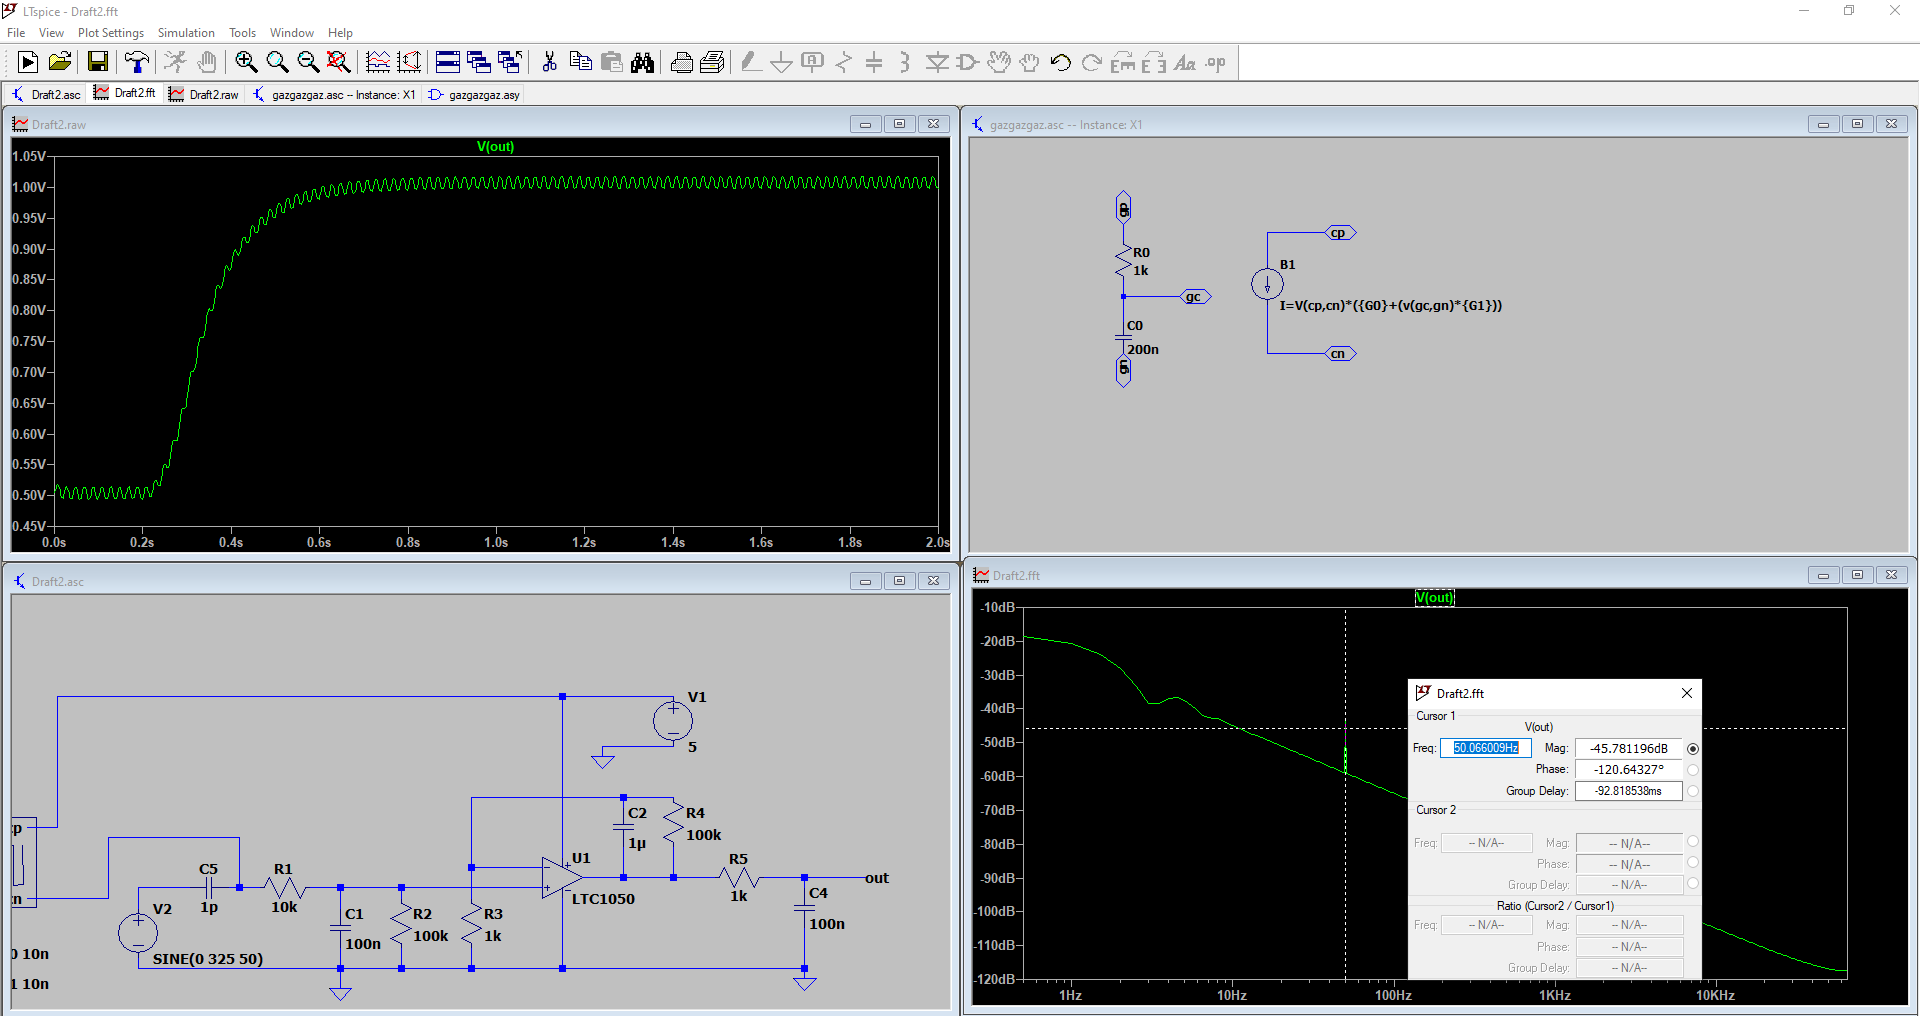 LTspice - Draft2.fft
File View Plot Settings Simulation Tools Window Help
Draft2.asc Draft2.fft Draft2.raw gazgazgaz.asc -- Instance: X1 gazgazgaz.asy
Draft2.raw
V(out)
1.05V
1.00V
0.95V
0.90V
0.85V
0.80V
0.75V
0.70V
0.65V
0.60V
0.55V
0.50V
0.45V
0.0s 0.2s 0.4s 0.6s 0.8s 1.0s 1.2s 1.4s 1.6s 1.8s 2.0s
gazgazgaz.asc -- Instance: X1
R0
1k
gc
C0
200n
gn
cp
B1
I=V(cp,cn)*({G0}+(v(gc,gn)*{G1}))
cn
Draft2.asc
V1
5
cp
cn
C5
1p
R1
10k
V2
SINE(0 325 50)
C1
100n
R2
100k
R3
1k
U1
LTC1050
C2
1µ
R4
100k
R5
1k
out
C4
100n
0 10n
1 10n
Draft2.fft
V(out)
-10dB
-20dB
-30dB
-40dB
-50dB
-60dB
-70dB
-80dB
-90dB
-100dB
-110dB
-120dB
1Hz 10Hz 100Hz 1KHz 10KHz
Draft2.fft
Cursor 1
V(out)
Freq: 50.066009Hz Mag: -45.781196dB
Phase: -120.64327°
Group Delay: -92.818538ms
Cursor 2
Freq: -- N/A-- Mag: -- N/A--
Phase: -- N/A--
Group Delay: -- N/A--
Ratio (Cursor2 / Cursor1)
Freq: -- N/A-- Mag: -- N/A--
Phase: -- N/A--
Group Delay: -- N/A--